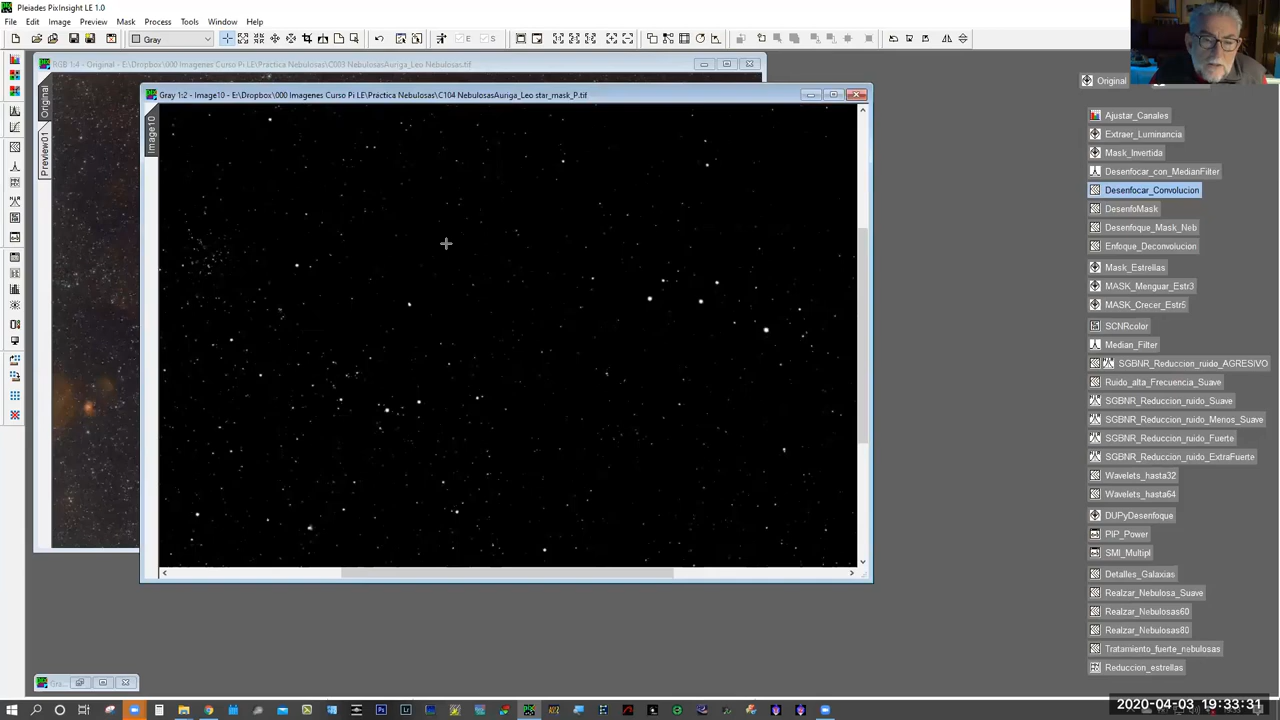 Pleiades PixInsight LE 1.0
File Edit Image Preview Mask Process Tools Window Help
Gray
RGB 1:4 - Original - E:\Dropbox\000 Imagenes Curso Pi LE\Practica Nebulosas\C003 NebulosasAuriga_Leo Nebulosas.tif
Original
Preview01
Gray 1:2 - Image10 - E:\Dropbox\000 Imagenes Curso Pi LE\Practica Nebulosas\C104 NebulosasAuriga_Leo star_mask_P.tif
Image10
Original
Ajustar_Canales
Extraer_Luminancia
Mask_Invertida
Desenfocar_con_MedianFilter
Desenfocar_Convolucion
DesenfoMask
Desenfoque_Mask_Neb
Enfoque_Deconvolucion
Mask_Estrellas
MASK_Menguar_Estr3
MASK_Crecer_Estr5
SCNRcolor
Median_Filter
SGBNR_Reduccion_ruido_AGRESIVO
Ruido_alta_Frecuencia_Suave
SGBNR_Reduccion_ruido_Suave
SGBNR_Reduccion_ruido_Menos_Suave
SGBNR_Reduccion_ruido_Fuerte
SGBNR_Reduccion_ruido_ExtraFuerte
Wavelets_hasta32
Wavelets_hasta64
DUPyDesenfoque
PIP_Power
SMI_Multipl
Detalles_Galaxias
Realzar_Nebulosa_Suave
Realzar_Nebulosas60
Realzar_Nebulosas80
Tratamiento_fuerte_nebulosas
Reduccion_estrellas
Gra...
2020-04-03 19:33:31